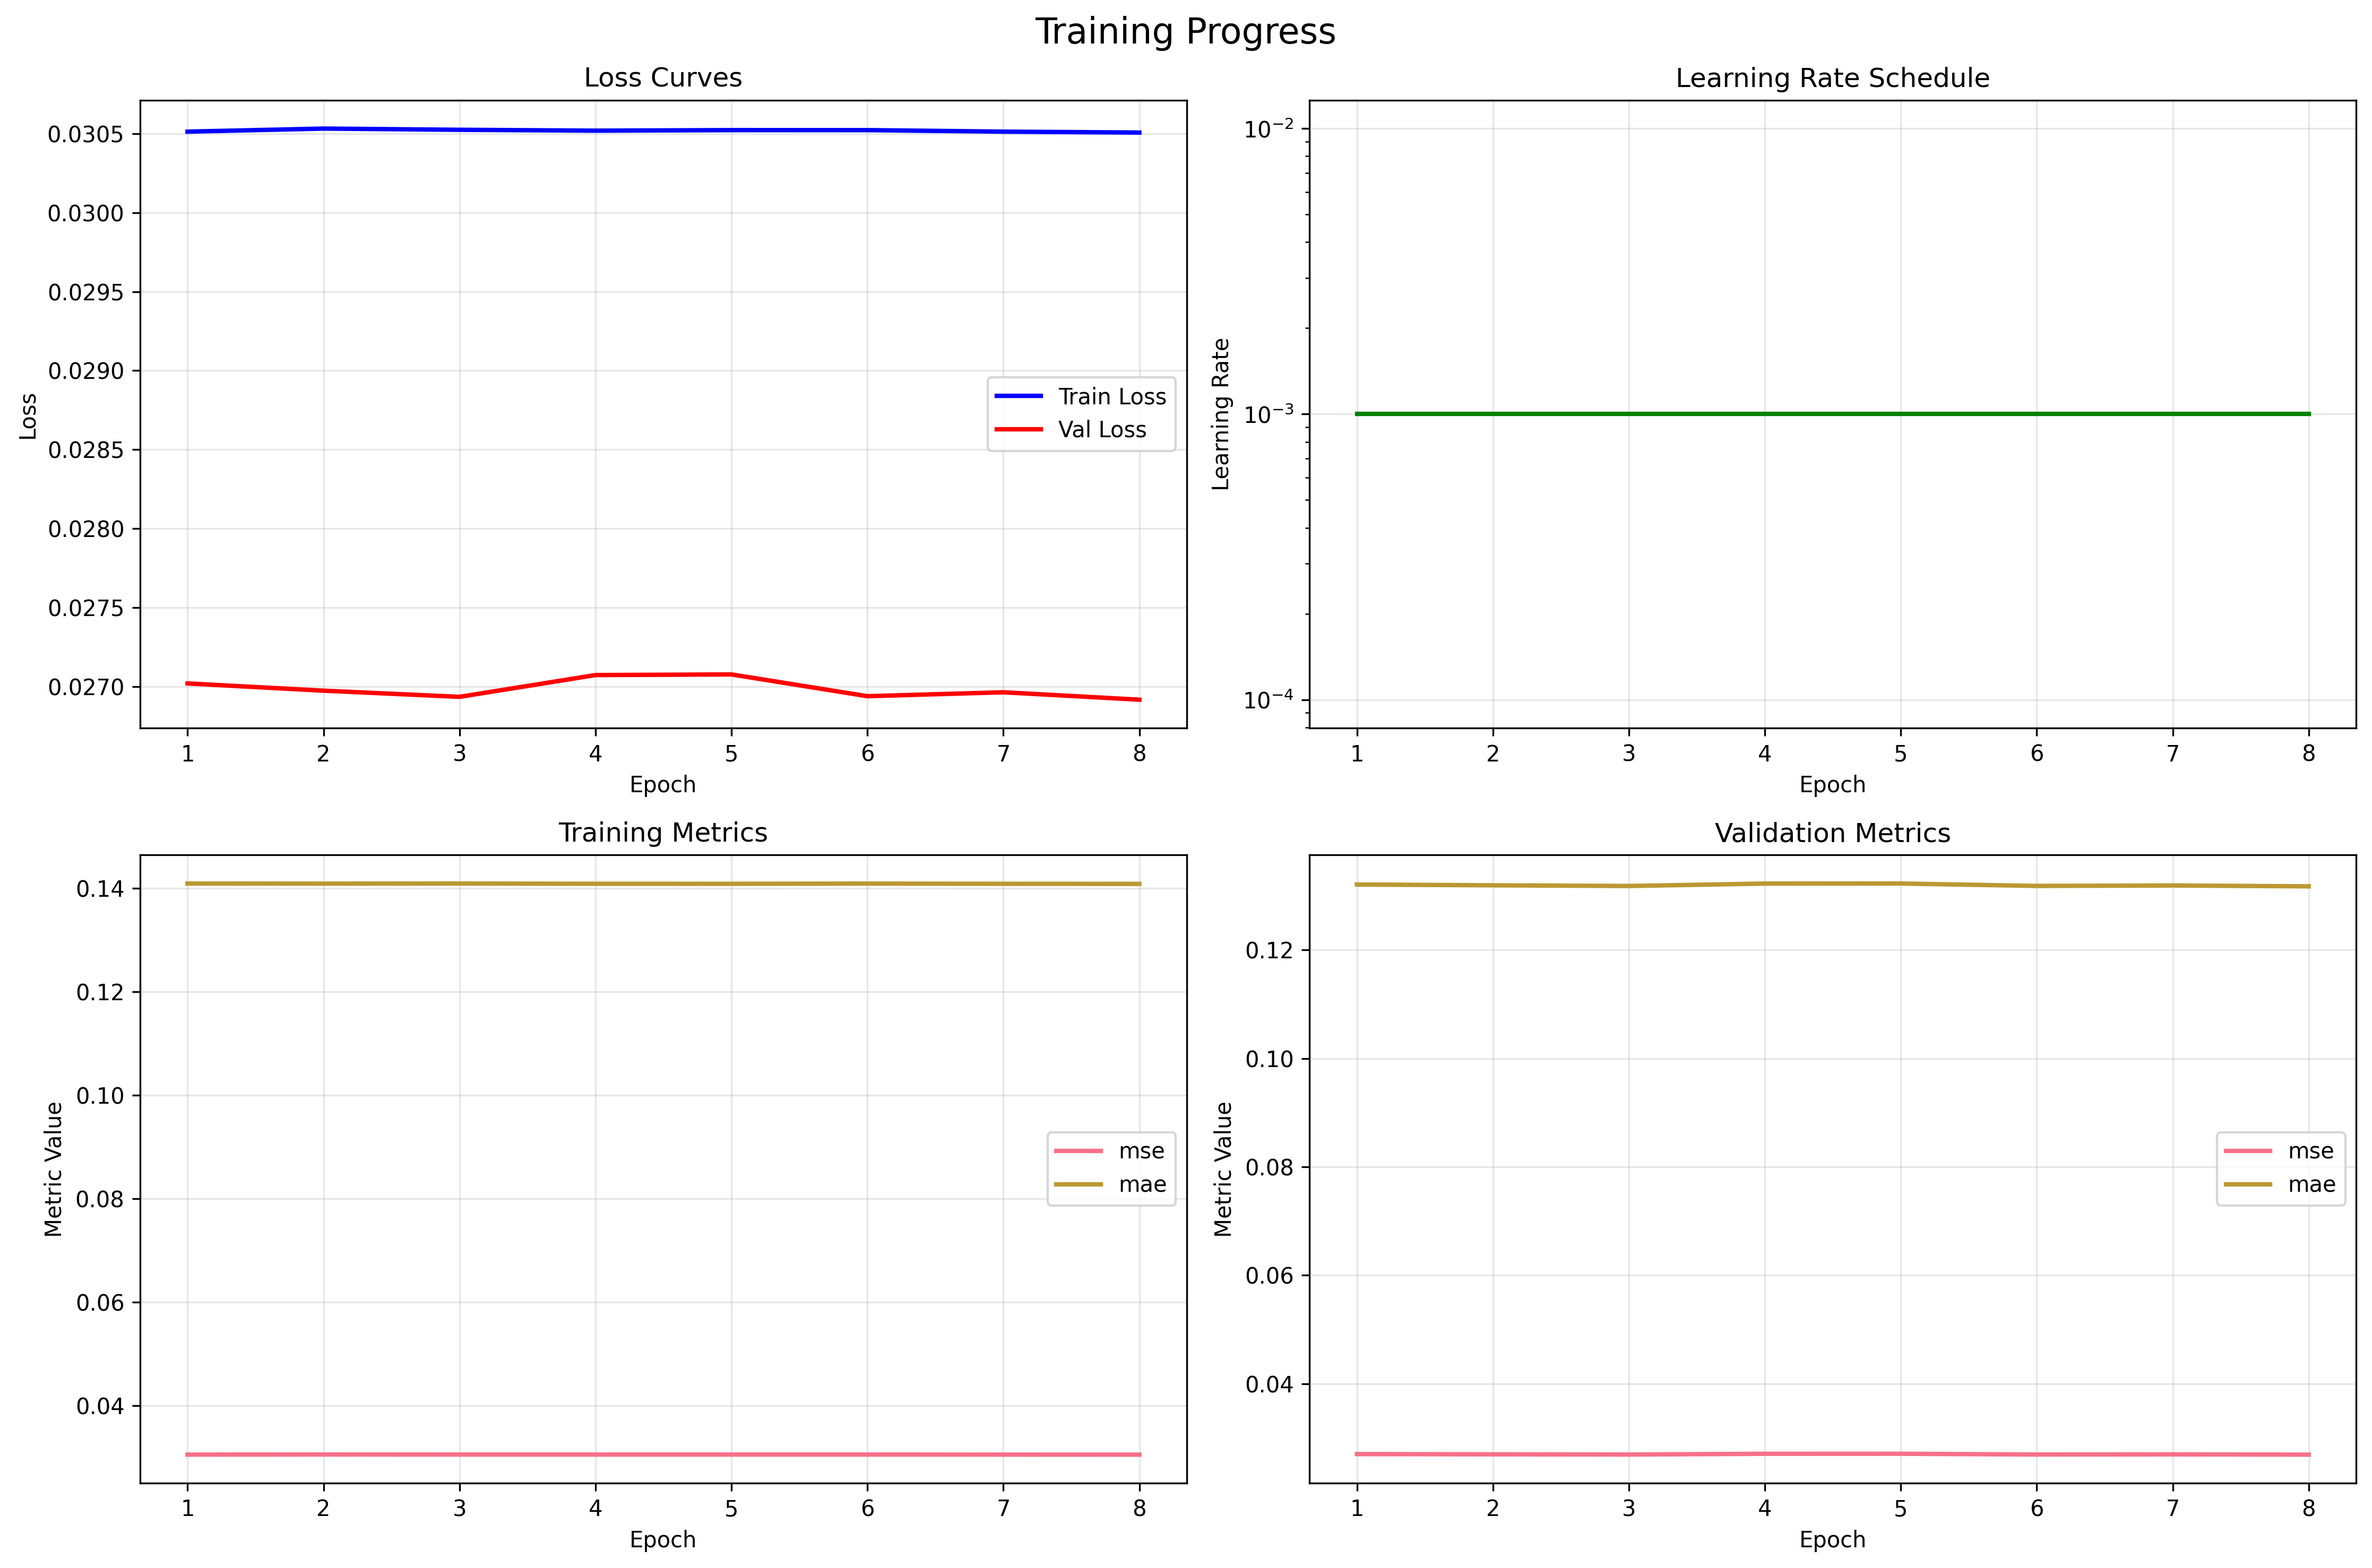 Training Progress
Loss Curves
0.0305
0.0300
0.0295
0.0290
0.0285
0.0280
0.0275
0.0270
Loss
Train Loss
Val Loss
1 2 3 4 5 6 7 8
Epoch
Learning Rate Schedule
10⁻²
10⁻³
10⁻⁴
Learning Rate
1 2 3 4 5 6 7 8
Epoch
Training Metrics
0.14
0.12
0.10
0.08
0.06
0.04
Metric Value
mse
mae
1 2 3 4 5 6 7 8
Epoch
Validation Metrics
0.12
0.10
0.08
0.06
0.04
Metric Value
mse
mae
1 2 3 4 5 6 7 8
Epoch